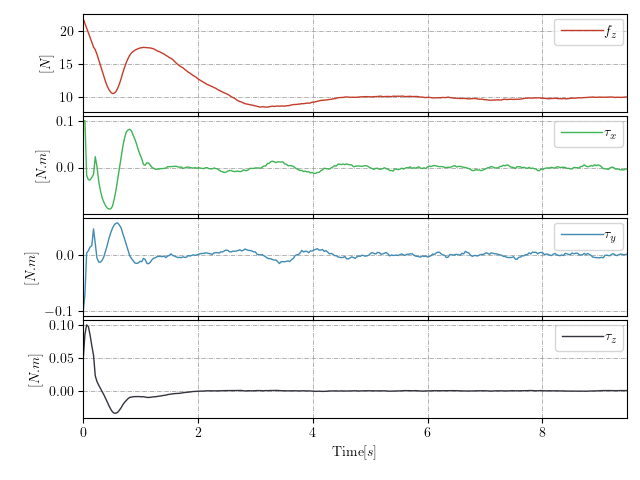 20
15
10
[N]
f_z
0.1
0.0
[N.m]
τ_x
0.0
−0.1
[N.m]
τ_y
0.10
0.05
0.00
[N.m]
τ_z
0 2 4 6 8
Time[s]